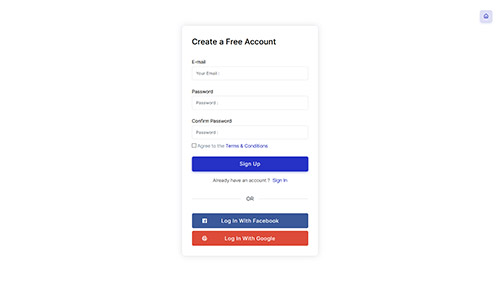 Create a Free Account
E-mail
Your Email :
Password
Password :
Confirm Password
Password :
Agree to the Terms & Conditions
Sign Up
Already have an account ? Sign In
OR
Log In With Facebook
Log In With Google